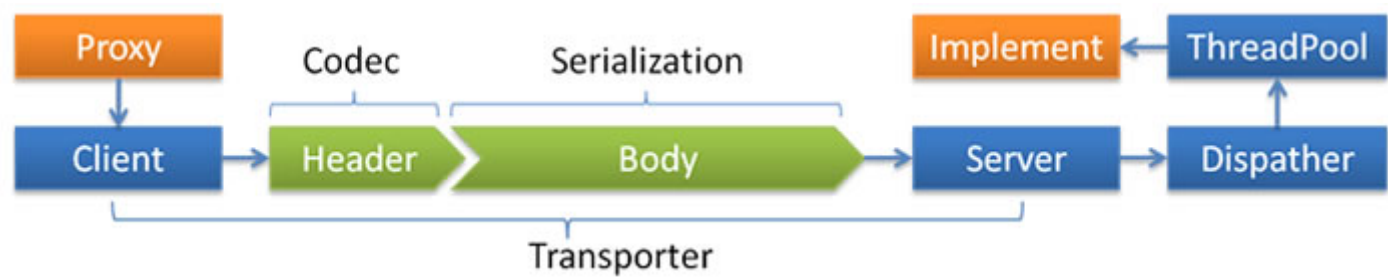 Proxy
Codec
Serialization
Implement
ThreadPool
Client
Header
Body
Server
Dispather
Transporter